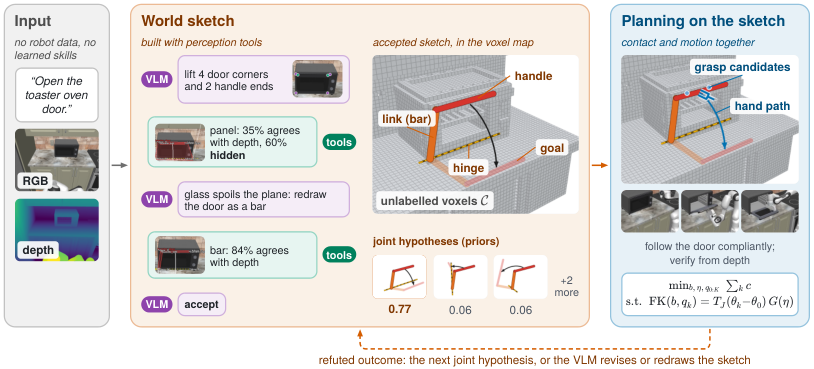 Input
no robot data, no
learned skills
“Open the
toaster oven
door.”
RGB
depth
World sketch
built with perception tools
VLM
lift 4 door corners
and 2 handle ends
panel: 35% agrees
with depth, 60%
hidden
tools
VLM
glass spoils the plane: redraw
the door as a bar
bar: 84% agrees
with depth
tools
VLM
accept
accepted sketch, in the voxel map
handle
link (bar)
hinge
goal
unlabelled voxels C
joint hypotheses (priors)
0.77
0.06
0.06
+2
more
Planning on the sketch
contact and motion together
grasp candidates
hand path
follow the door compliantly;
verify from depth
min_{b, η, q_{0:K}} ∑_k c
s.t. FK(b, q_k) = T_J(θ_k−θ_0) G(η)
refuted outcome: the next joint hypothesis, or the VLM revises or redraws the sketch